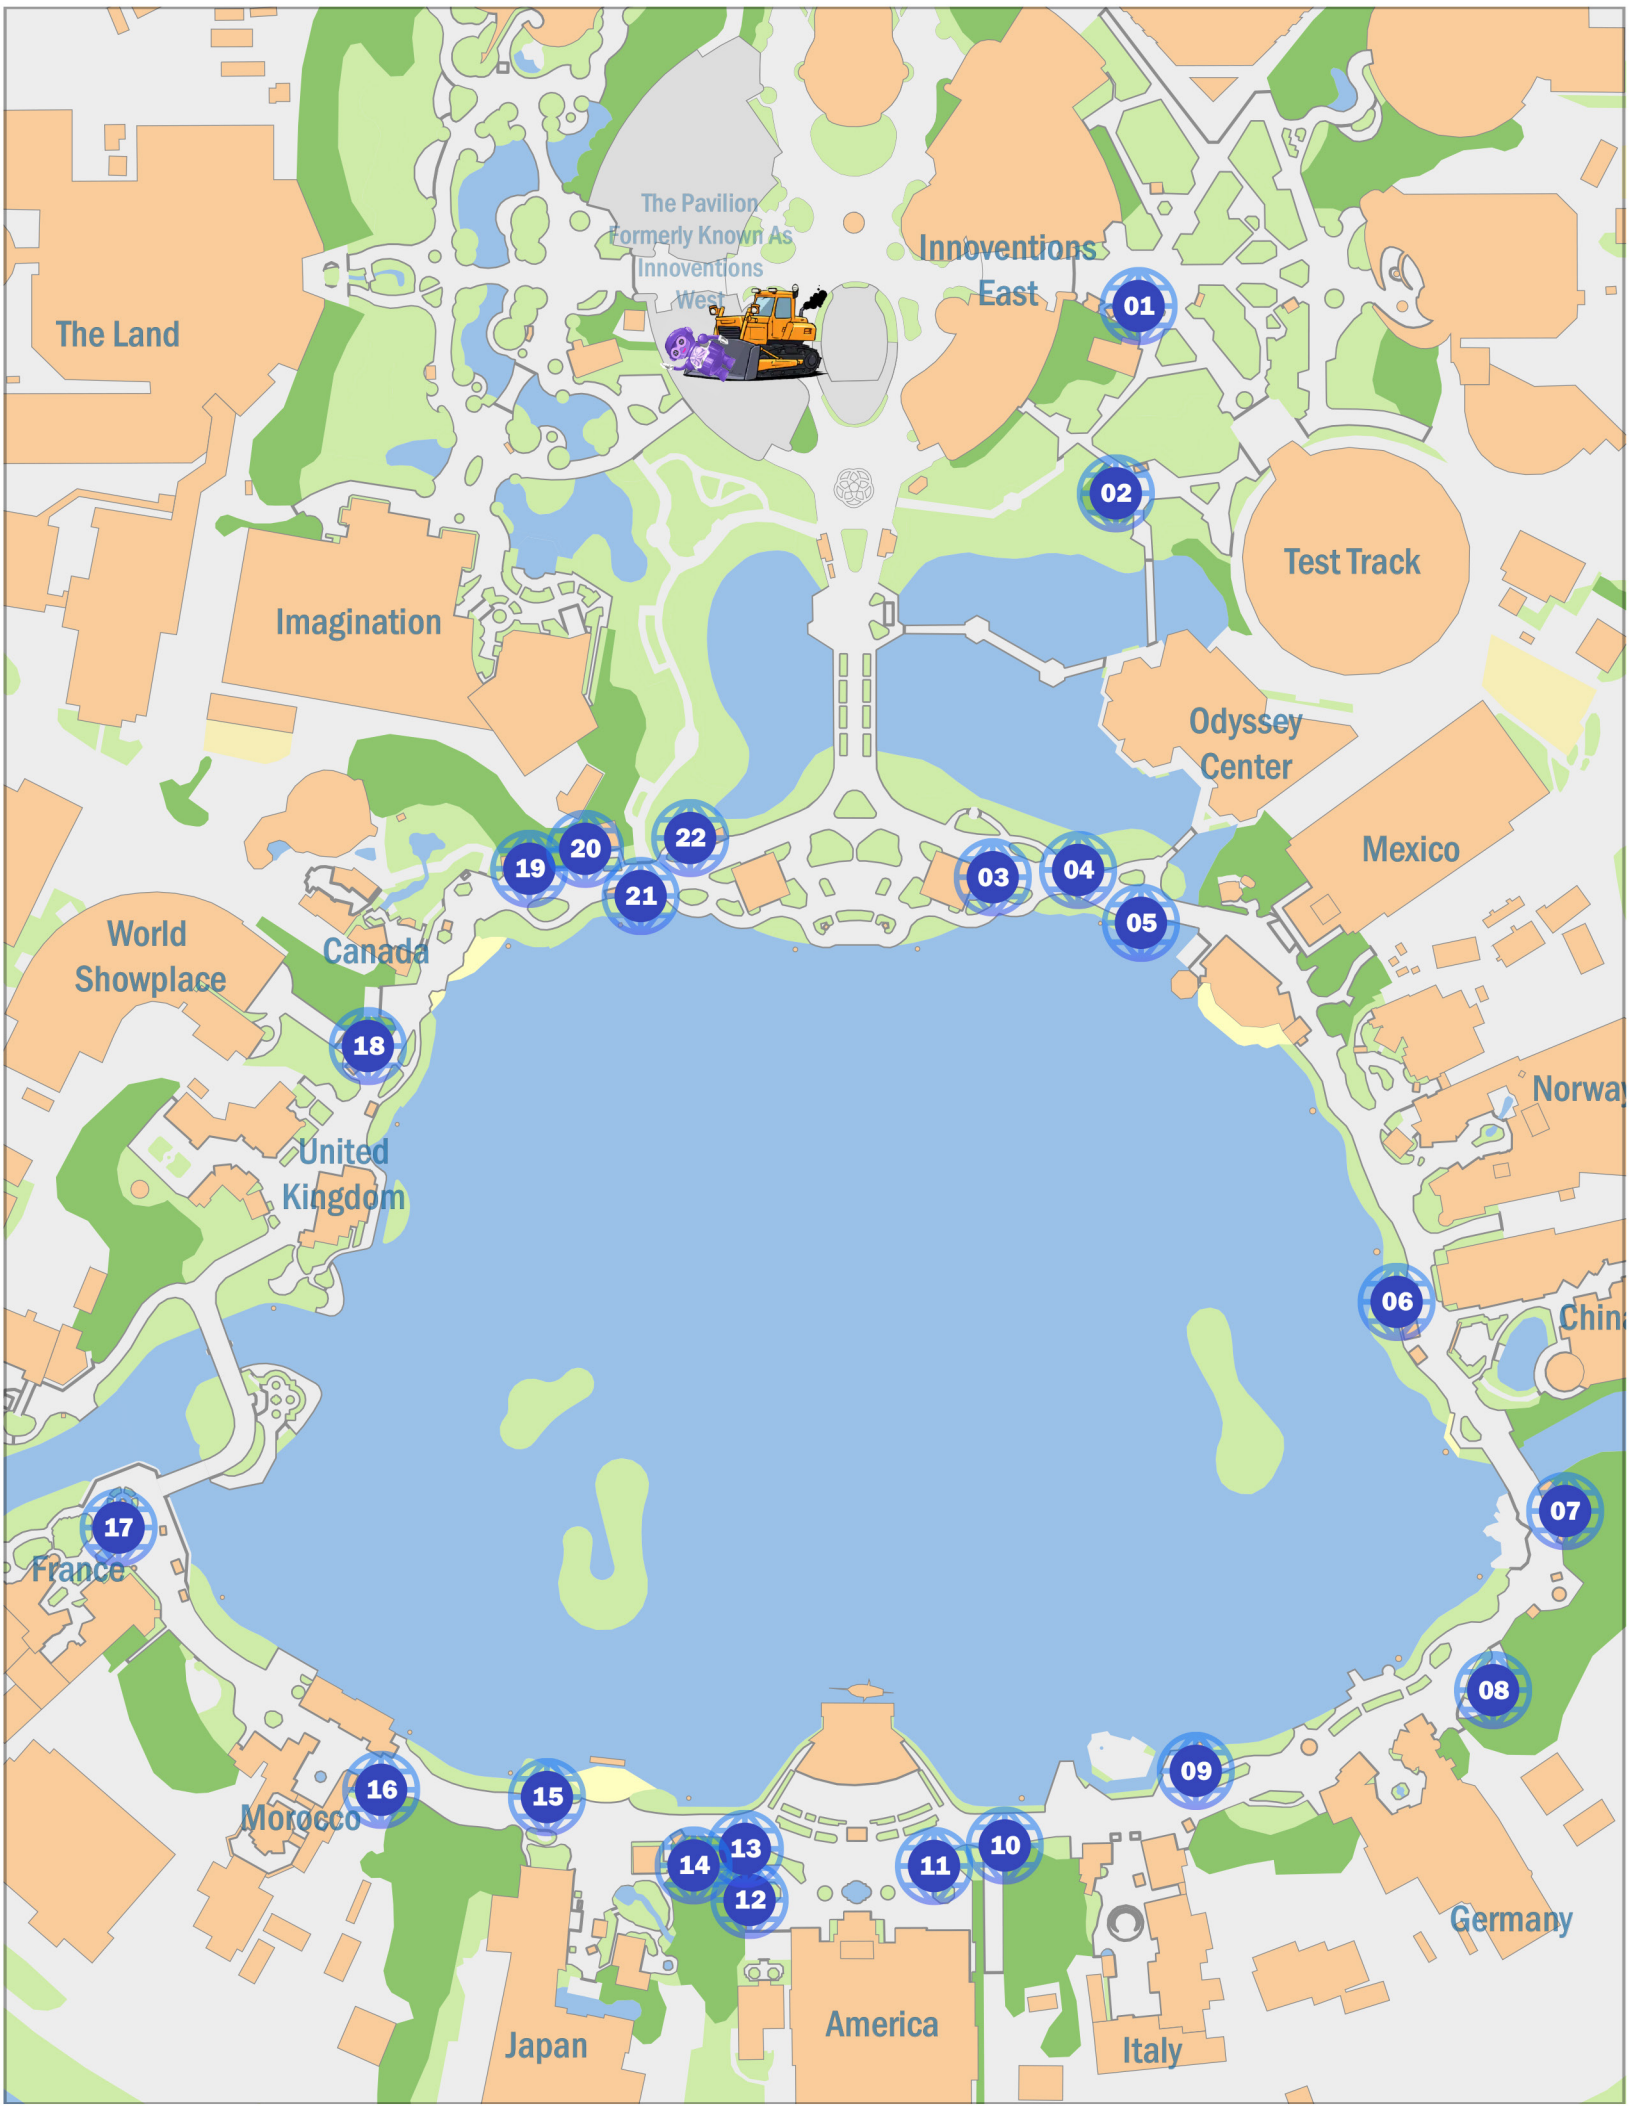 The Pavilion
Formerly Known As
Innoventions
West
Innoventions
East
01
The Land
02
Test Track
Imagination
Odyssey
Center
Mexico
22
20
19
21
03
04
05
World
Showplace
Canada
18
Norway
United
Kingdom
06
China
07
17
France
08
09
16
Morocco
15
13
14
12
11
10
Germany
America
Japan
Italy